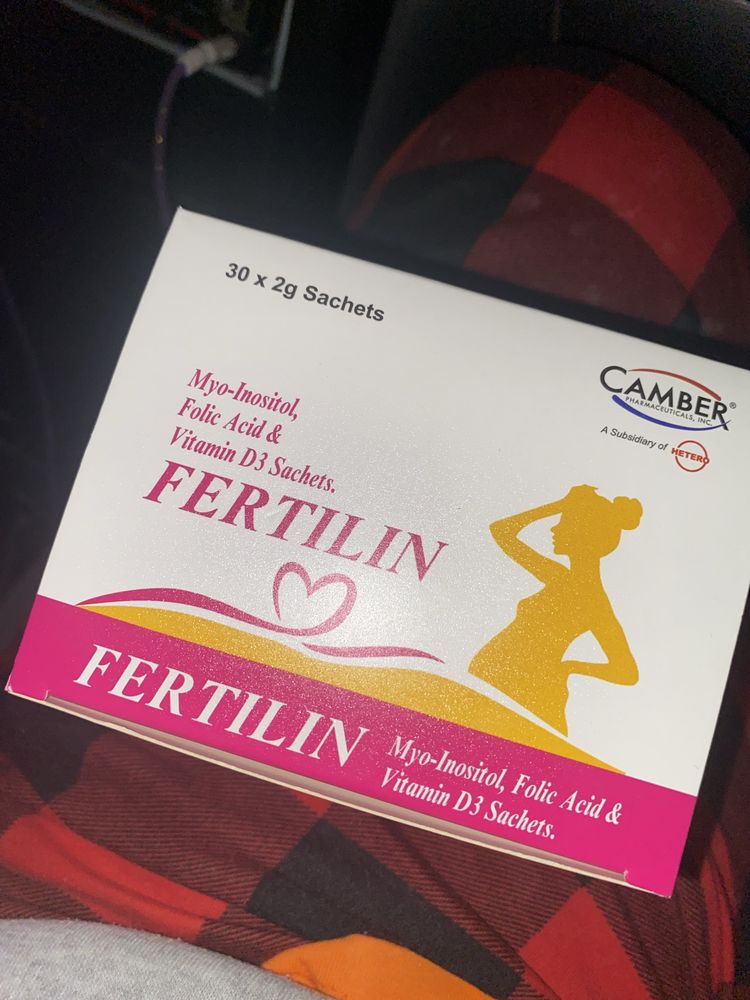 30 x 2g Sachets
CAMBER®
PHARMACEUTICALS, INC.
A Subsidiary of HETERO
Myo-Inositol,
Folic Acid &
Vitamin D3 Sachets.
FERTILIN
FERTILIN
Myo-Inositol, Folic Acid &
Vitamin D3 Sachets.